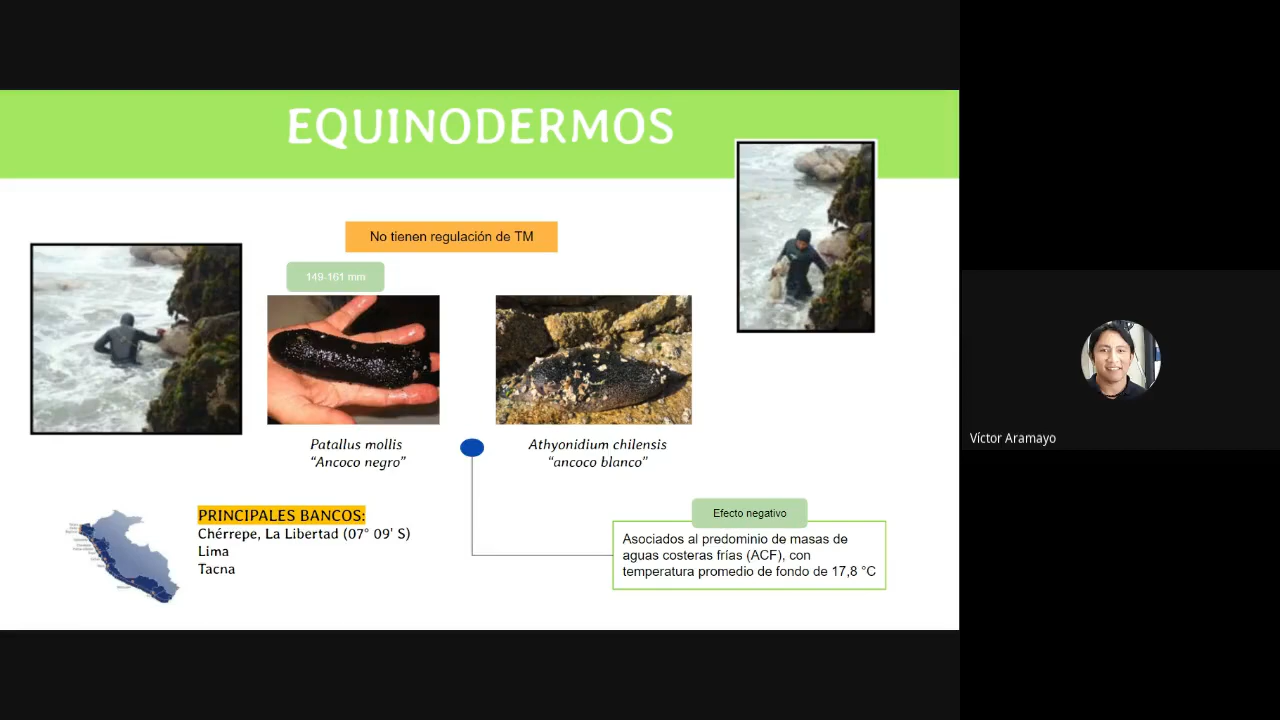 EQUINODERMOS
No tienen regulación de TM
149-161 mm
Patallus mollis
“Ancoco negro”
Athyonidium chilensis
“ancoco blanco”
PRINCIPALES BANCOS:
Chérrepe, La Libertad (07° 09' S)
Lima
Tacna
Efecto negativo
Asociados al predominio de masas de
aguas costeras frías (ACF), con
temperatura promedio de fondo de 17,8 °C
Víctor Aramayo